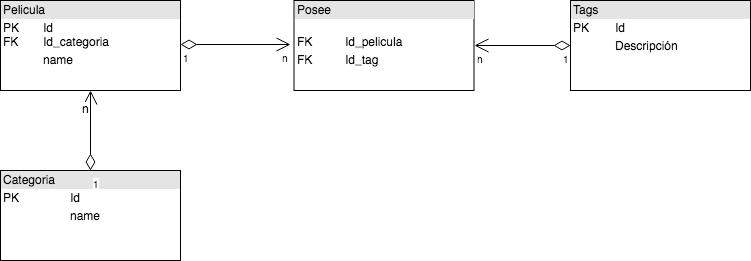 Pelicula
PK Id
FK Id_categoria
name
1
n
Posee
FK Id_pelicula
FK Id_tag
n
1
Tags
PK Id
Descripción
n
Categoria
1
PK Id
name